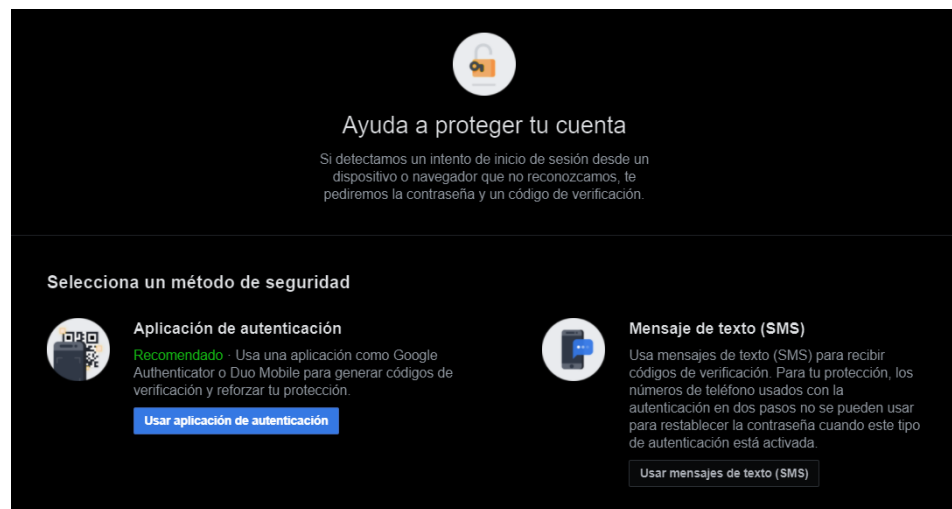 Ayuda a proteger tu cuenta
Si detectamos un intento de inicio de sesión desde un
dispositivo o navegador que no reconozcamos, te
pediremos la contraseña y un código de verificación.
Selecciona un método de seguridad
Aplicación de autenticación
Recomendado · Usa una aplicación como Google
Authenticator o Duo Mobile para generar códigos de
verificación y reforzar tu protección.
Usar aplicación de autenticación
Mensaje de texto (SMS)
Usa mensajes de texto (SMS) para recibir
códigos de verificación. Para tu protección, los
números de teléfono usados con la
autenticación en dos pasos no se pueden usar
para restablecer la contraseña cuando este tipo
de autenticación está activada.
Usar mensajes de texto (SMS)